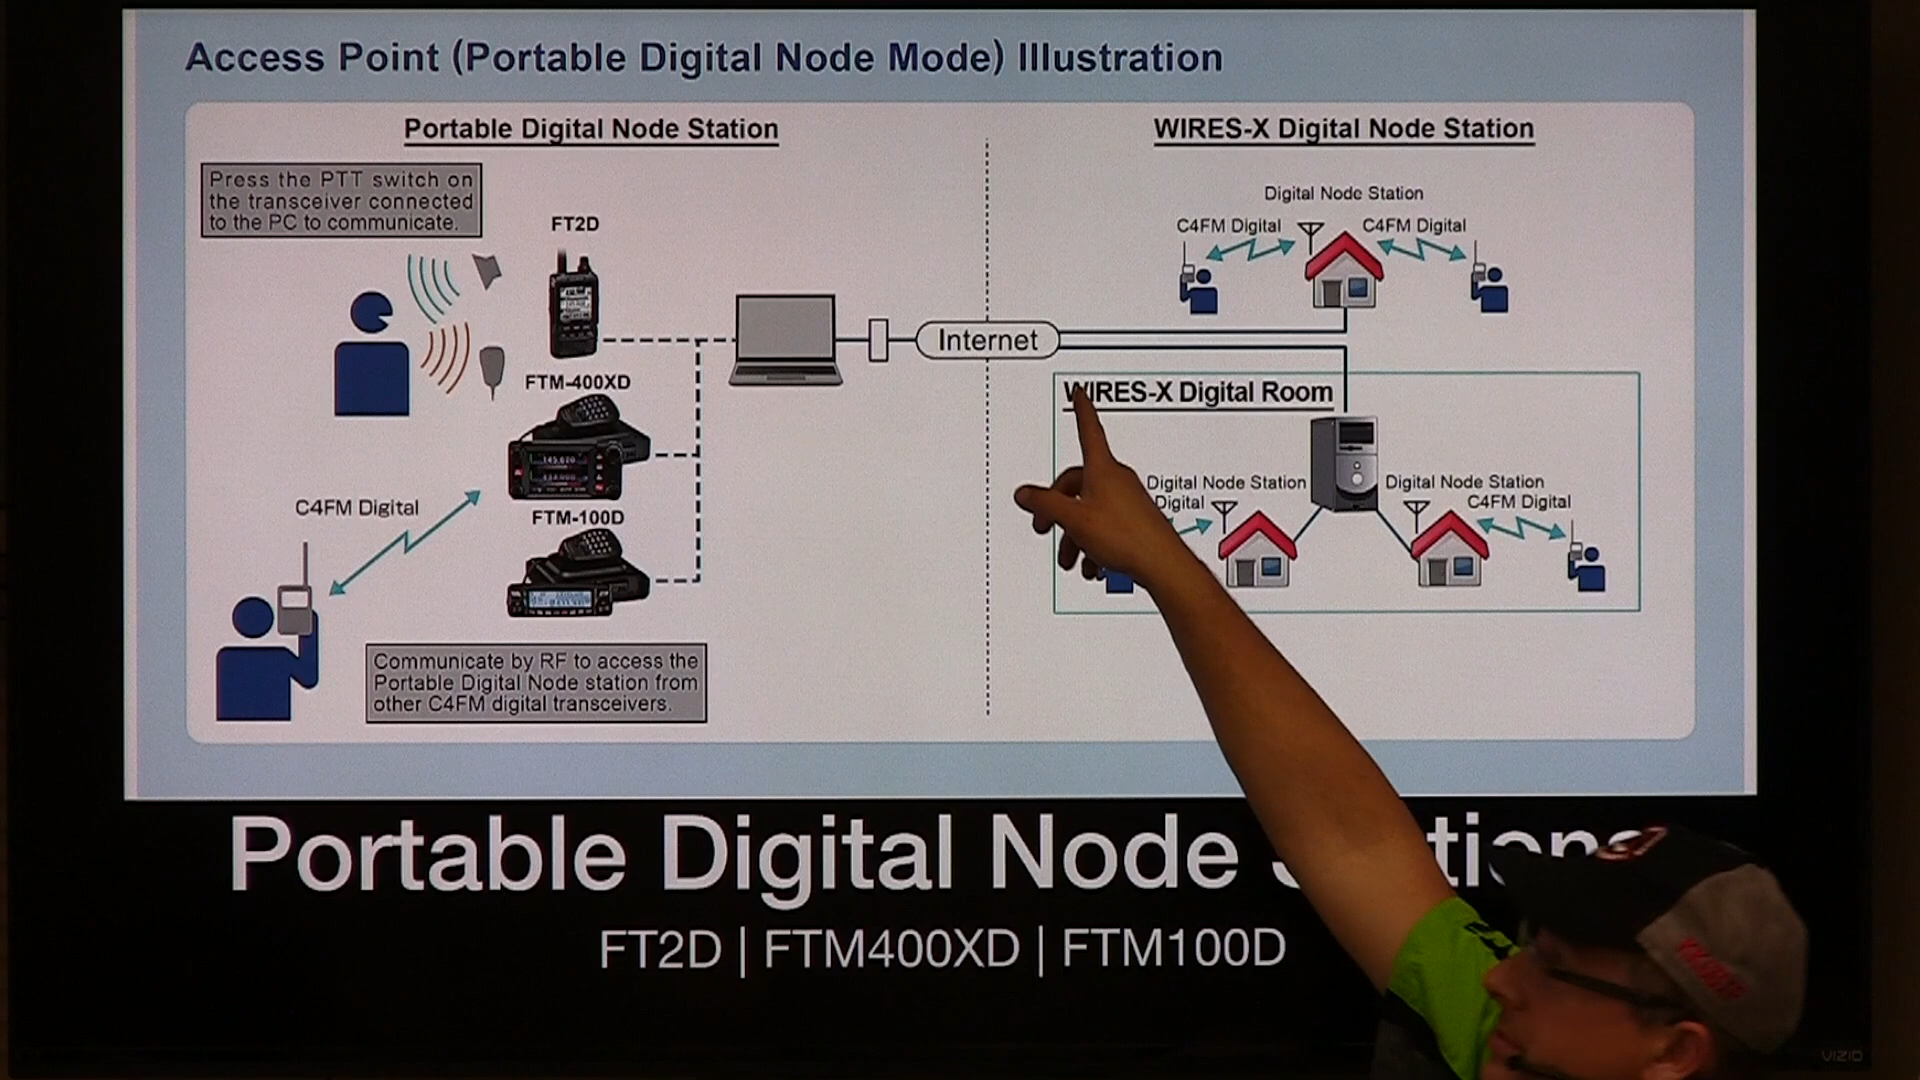 Access Point (Portable Digital Node Mode) Illustration
Portable Digital Node Station
Press the PTT switch on
the transceiver connected
to the PC to communicate.
FT2D
FTM-400XD
FTM-100D
C4FM Digital
Communicate by RF to access the
Portable Digital Node station from
other C4FM digital transceivers.
Internet
WIRES-X Digital Node Station
Digital Node Station
C4FM Digital
C4FM Digital
WIRES-X Digital Room
Digital Node Station
Digital
Digital Node Station
C4FM Digital
Portable Digital Node
FT2D | FTM400XD | FTM100D
VIZIO